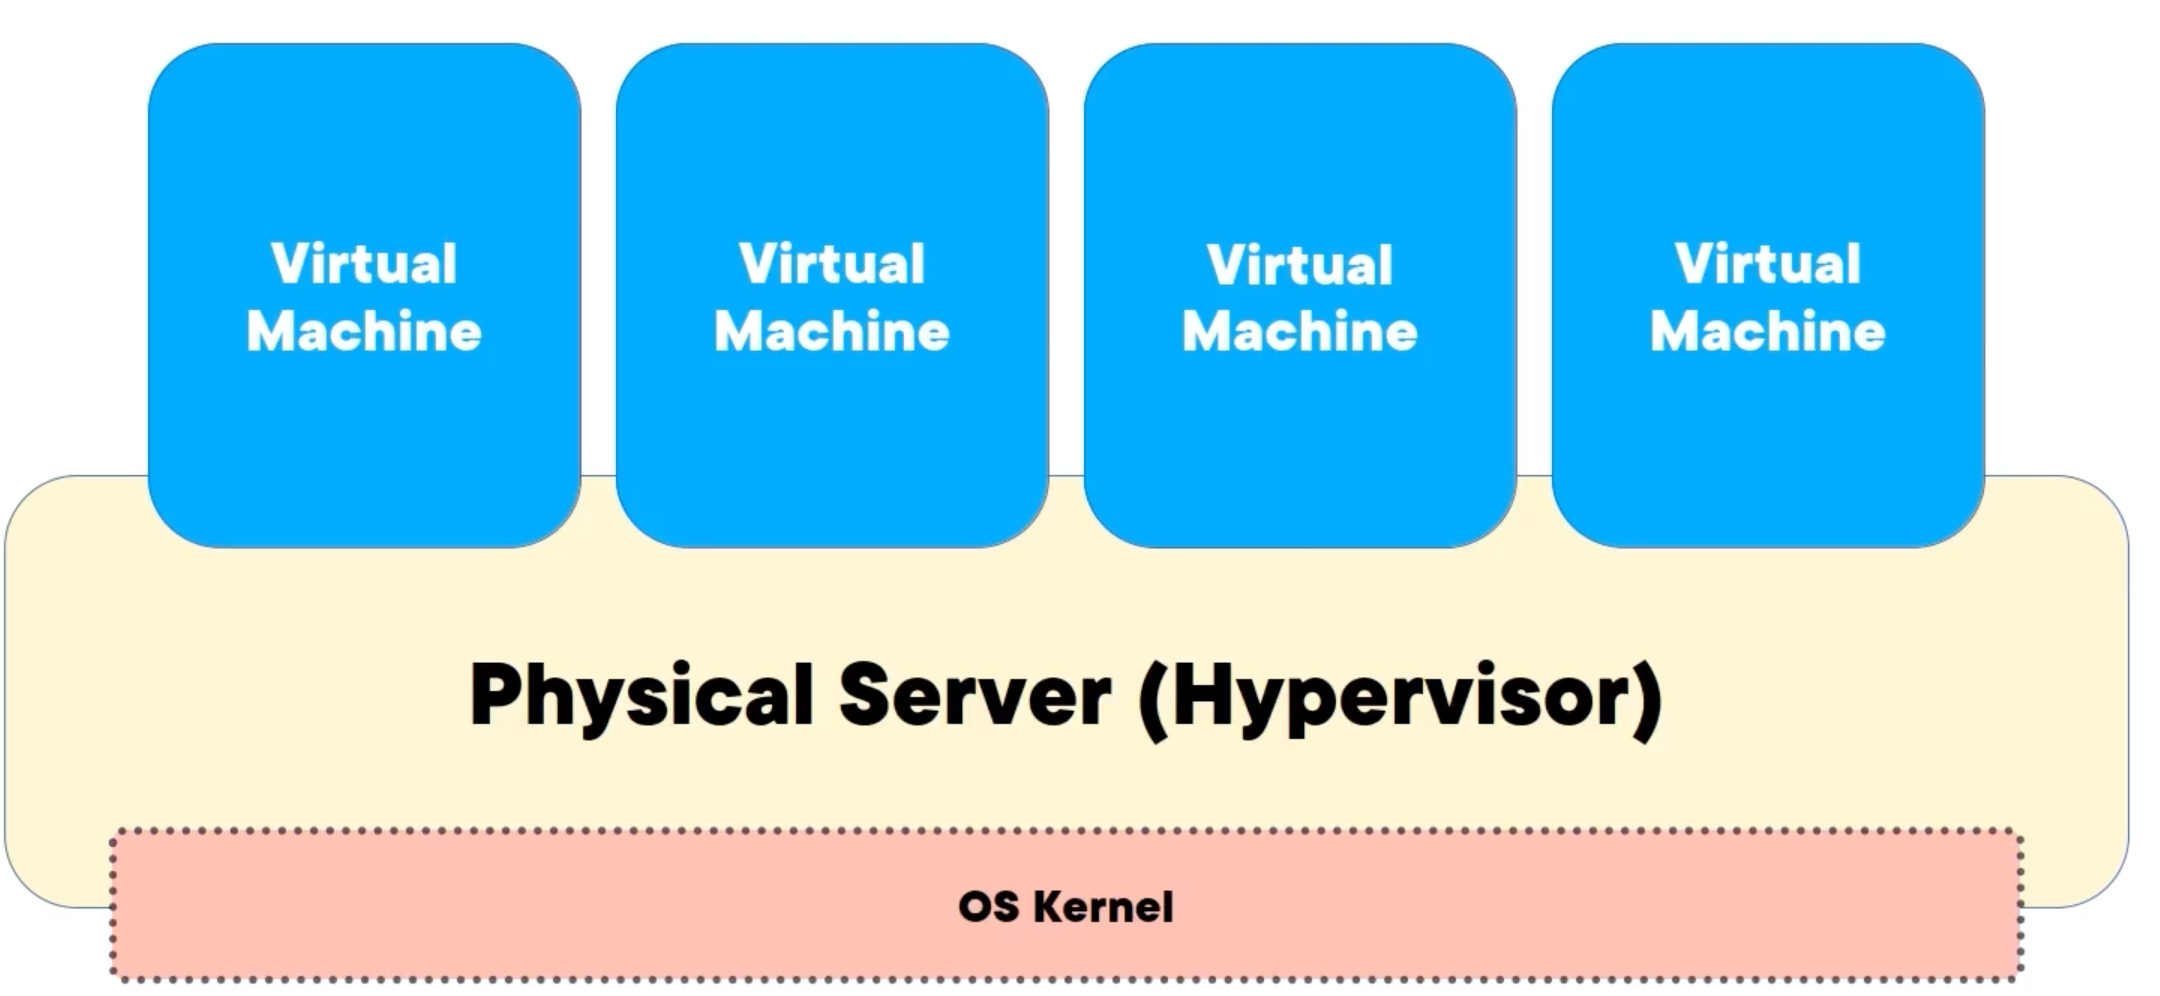 Virtual
Machine
Virtual
Machine
Virtual
Machine
Virtual
Machine
Physical Server (Hypervisor)
OS Kernel